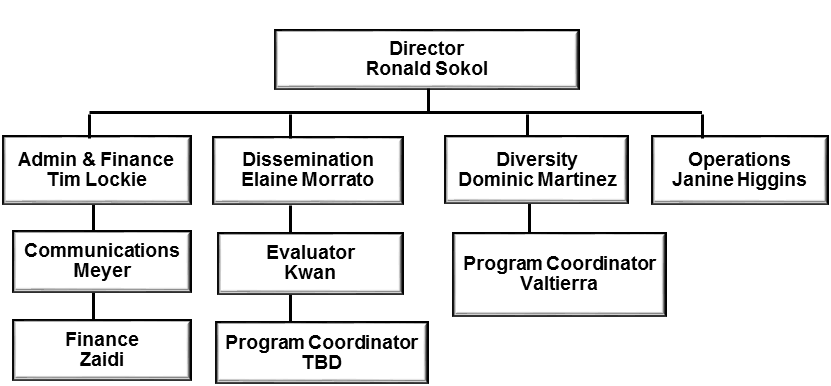 Director
Ronald Sokol
Admin & Finance
Tim Lockie
Dissemination
Elaine Morrato
Diversity
Dominic Martinez
Operations
Janine Higgins
Communications
Meyer
Evaluator
Kwan
Program Coordinator
Valtierra
Finance
Zaidi
Program Coordinator
TBD